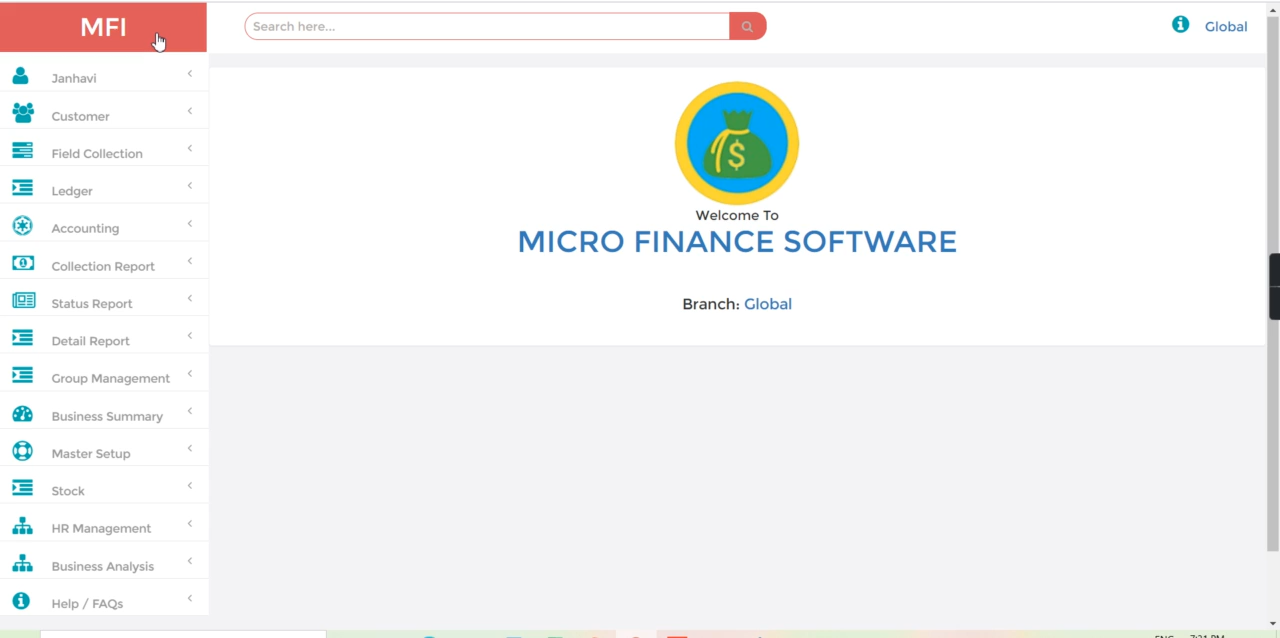 MFI
Search here...
Global
Janhavi
Customer
Field Collection
Ledger
Accounting
Collection Report
Status Report
Detail Report
Group Management
Business Summary
Master Setup
Stock
HR Management
Business Analysis
Help / FAQs
$
Welcome To
MICRO FINANCE SOFTWARE
Branch: Global